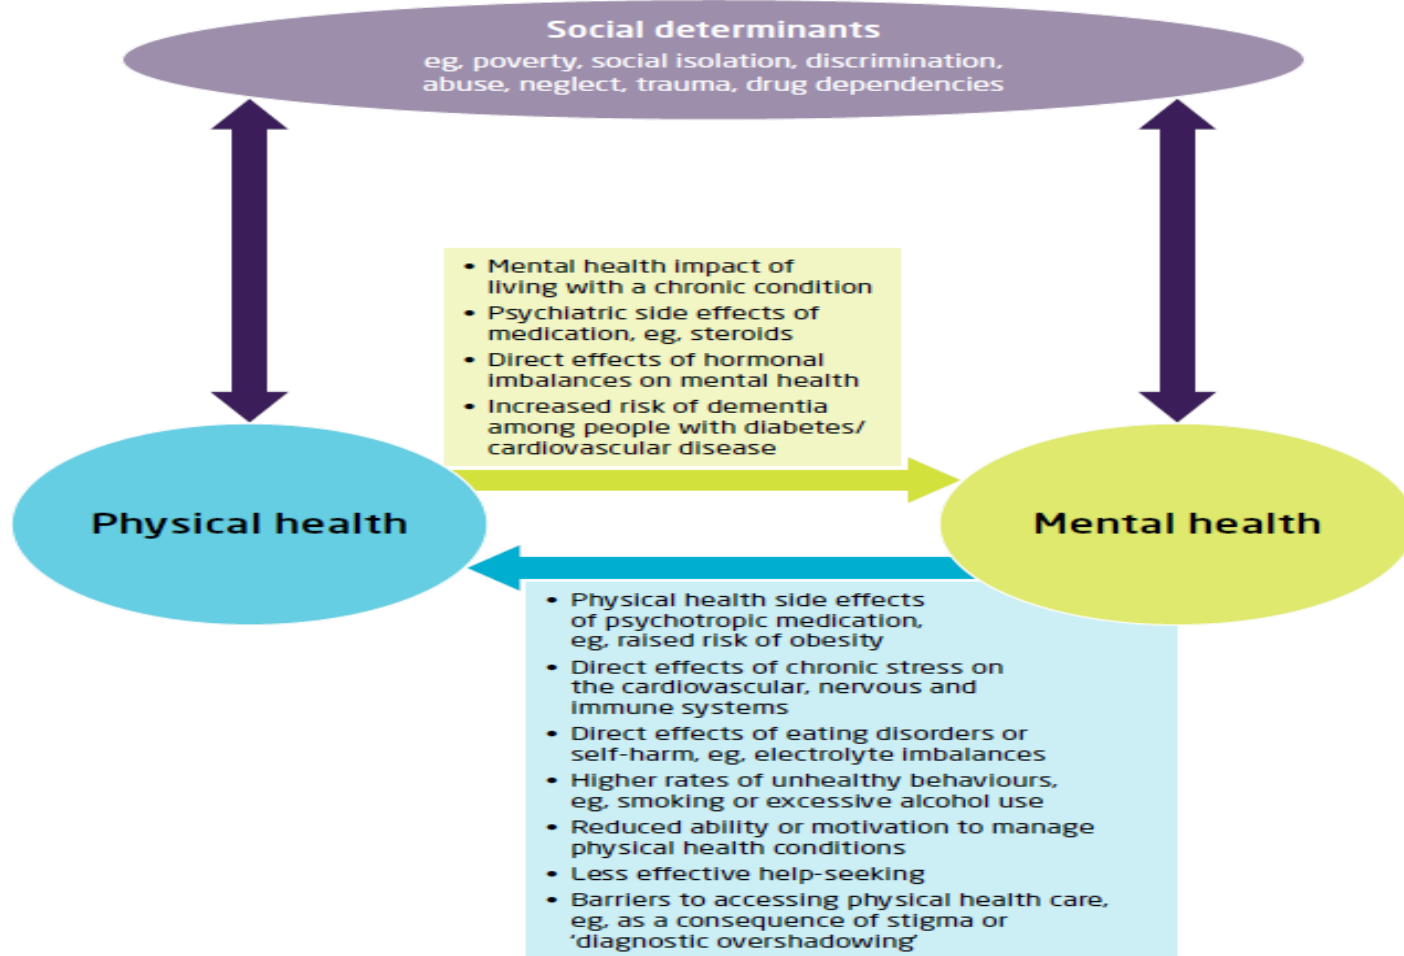 Social determinants
eg, poverty, social isolation, discrimination,
abuse, neglect, trauma, drug dependencies
• Mental health impact of
living with a chronic condition
• Psychiatric side effects of
medication, eg, steroids
• Direct effects of hormonal
imbalances on mental health
• Increased risk of dementia
among people with diabetes/
cardiovascular disease
Physical health
Mental health
• Physical health side effects
of psychotropic medication,
eg, raised risk of obesity
• Direct effects of chronic stress on
the cardiovascular, nervous and
immune systems
• Direct effects of eating disorders or
self-harm, eg, electrolyte imbalances
• Higher rates of unhealthy behaviours,
eg, smoking or excessive alcohol use
• Reduced ability or motivation to manage
physical health conditions
• Less effective help-seeking
• Barriers to accessing physical health care,
eg, as a consequence of stigma or
‘diagnostic overshadowing’